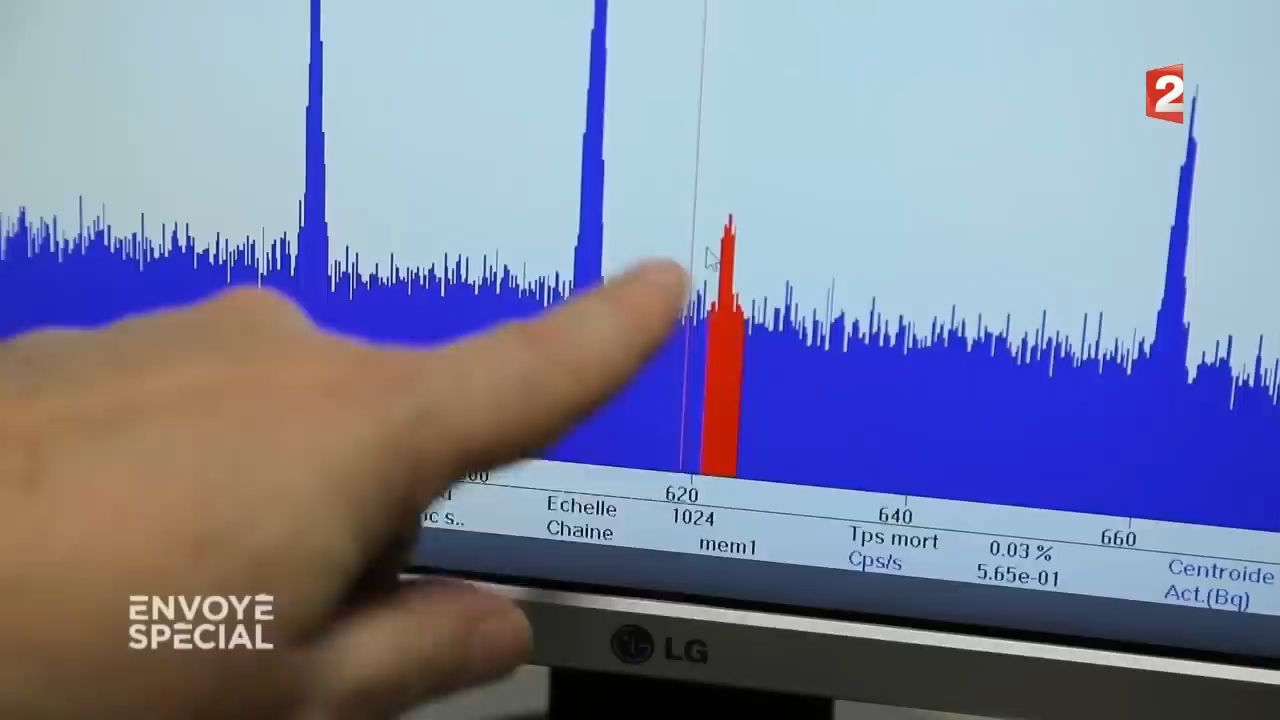 2
620
640
660
Echelle
1024
Chaine
mem1
Tps mort
0.03 %
Cps/s
5.65e-01
Centroide
Act.(Bq)
ENVOYÉ
SPÉCIAL
LG